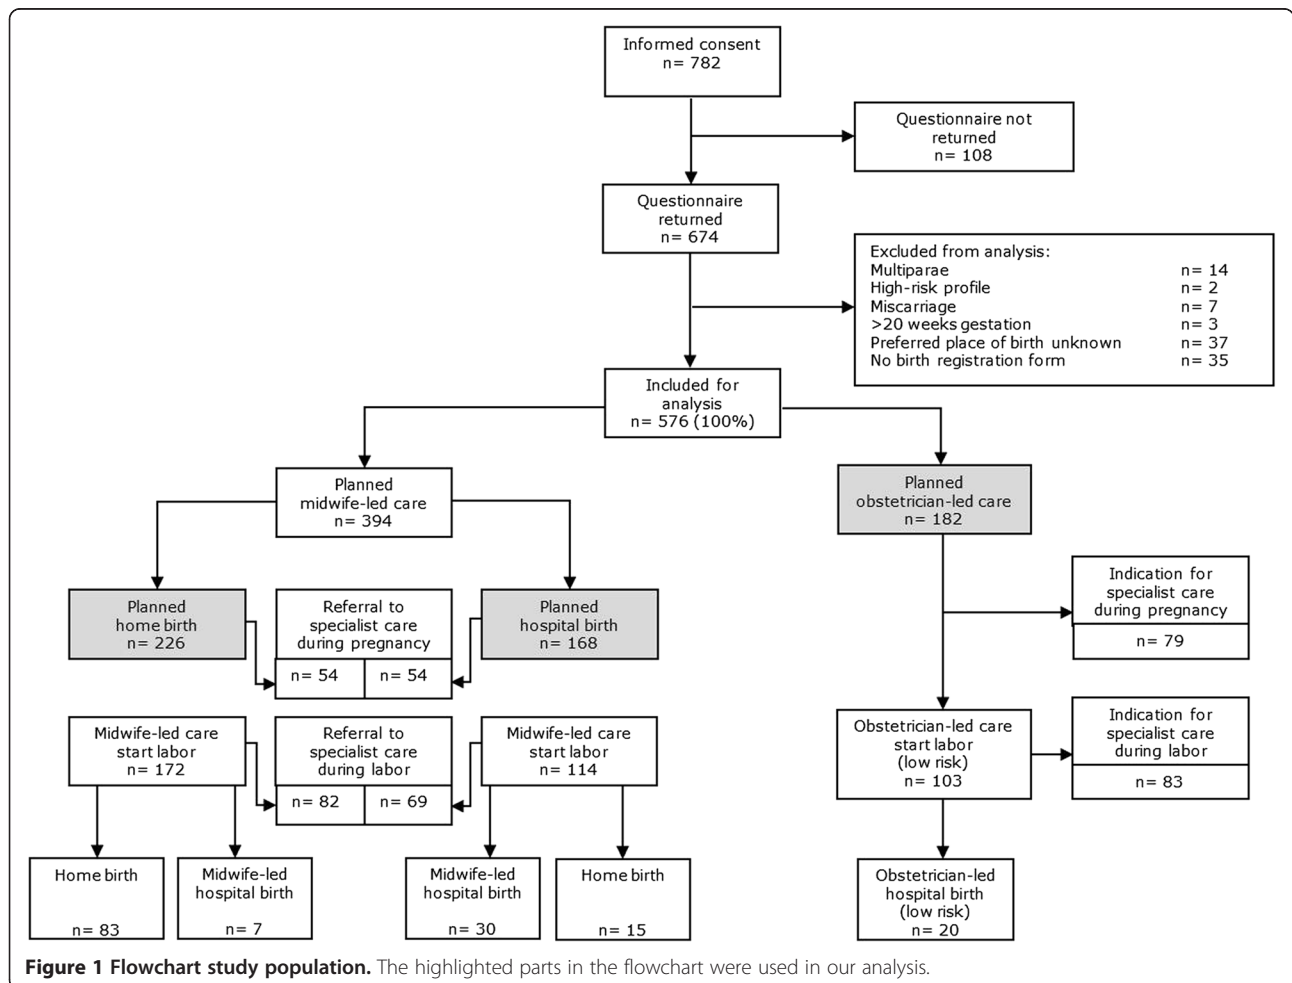 Informed consent
n= 782
Questionnaire not
returned
n= 108
Questionnaire
returned
n= 674
Excluded from analysis:
Multiparae n= 14
High-risk profile n= 2
Miscarriage n= 7
>20 weeks gestation n= 3
Preferred place of birth unknown n= 37
No birth registration form n= 35
Included for
analysis
n= 576 (100%)
Planned
midwife-led care
n= 394
Planned
obstetrician-led care
n= 182
Planned
home birth
n= 226
Referral to
specialist care
during pregnancy
n= 54 n= 54
Planned
hospital birth
n= 168
Indication for
specialist care
during pregnancy
n= 79
Midwife-led care
start labor
n= 172
Referral to
specialist care
during labor
n= 82 n= 69
Midwife-led care
start labor
n= 114
Obstetrician-led care
start labor
(low risk)
n= 103
Indication for
specialist care
during labor
n= 83
Home birth
n= 83
Midwife-led
hospital birth
n= 7
Midwife-led
hospital birth
n= 30
Home birth
n= 15
Obstetrician-led
hospital birth
(low risk)
n= 20
Figure 1 Flowchart study population. The highlighted parts in the flowchart were used in our analysis.